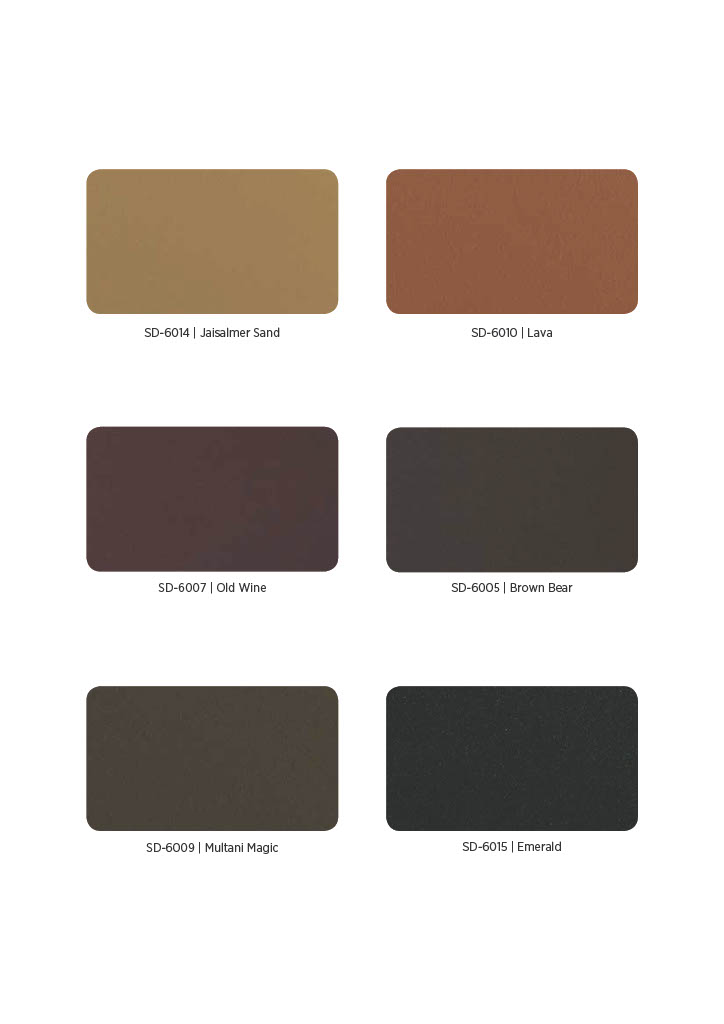 SD-6014 | Jaisalmer Sand
SD-6010 | Lava
SD-6007 | Old Wine
SD-6005 | Brown Bear
SD-6009 | Multani Magic
SD-6015 | Emerald